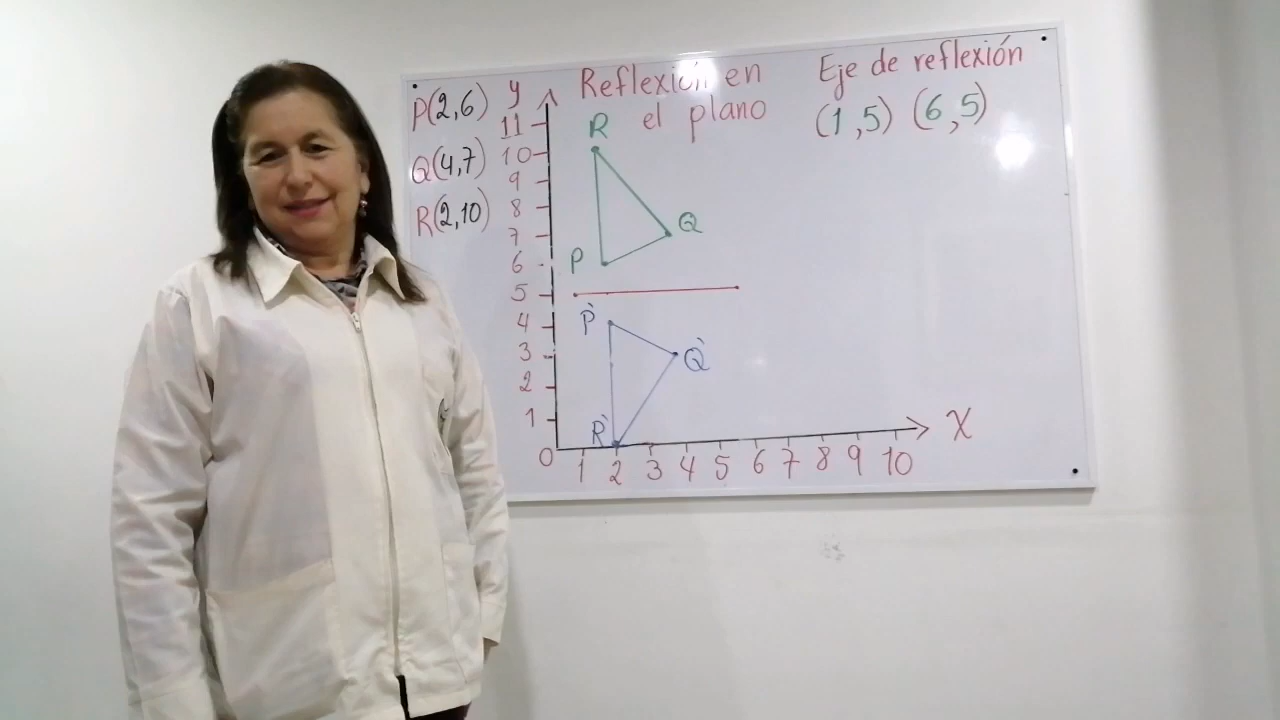 Reflexión en
el plano
Eje de reflexión
(1,5) (6,5)
P(2,6)
Q(4,7)
R(2,10)
y
11
10
9
8
7
6
5
4
3
2
1
0
1 2 3 4 5 6 7 8 9 10
X
R
Q
P
P`
Q`
R`